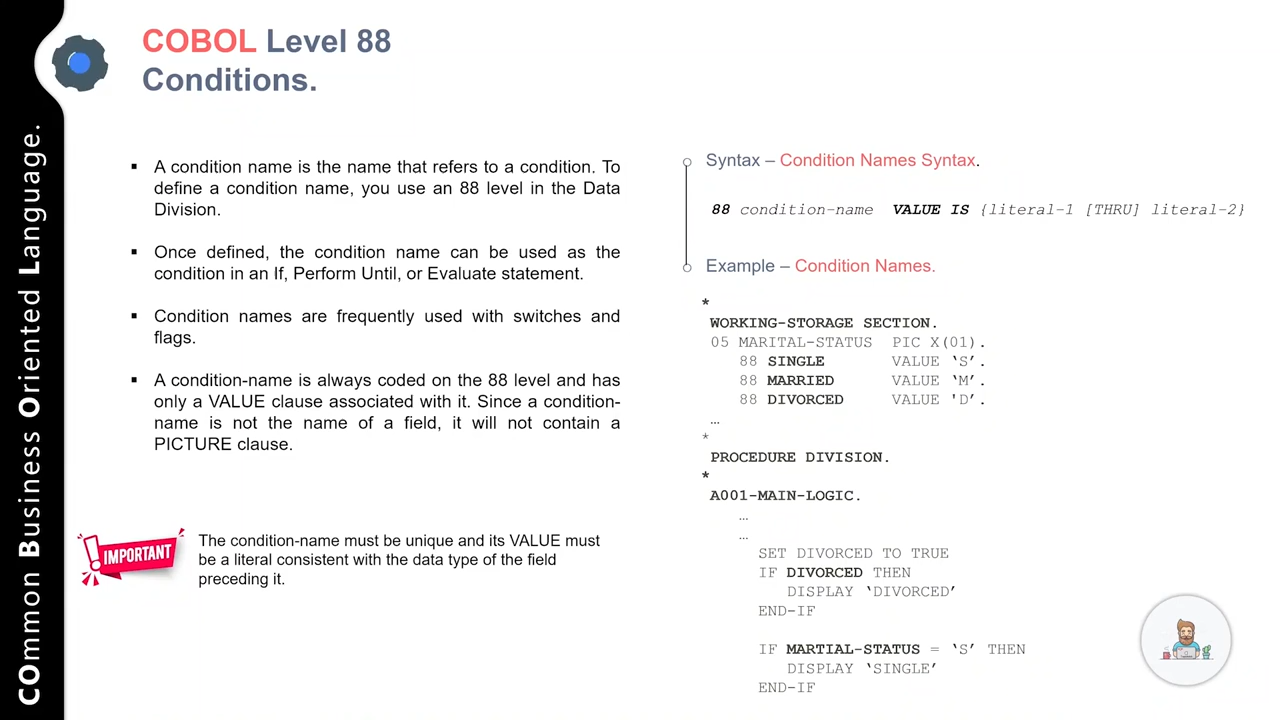 COBOL Level 88
Conditions.
COmmon Business Oriented Language.
▪ A condition name is the name that refers to a condition. To
define a condition name, you use an 88 level in the Data
Division.
▪ Once defined, the condition name can be used as the
condition in an If, Perform Until, or Evaluate statement.
▪ Condition names are frequently used with switches and
flags.
▪ A condition-name is always coded on the 88 level and has
only a VALUE clause associated with it. Since a condition-
name is not the name of a field, it will not contain a
PICTURE clause.
IMPORTANT
The condition-name must be unique and its VALUE must
be a literal consistent with the data type of the field
preceding it.
Syntax – Condition Names Syntax.
88 condition-name VALUE IS {literal-1 [THRU] literal-2}
Example – Condition Names.
*
WORKING-STORAGE SECTION.
05 MARITAL-STATUS PIC X(01).
88 SINGLE VALUE ‘S’.
88 MARRIED VALUE ‘M’.
88 DIVORCED VALUE 'D’.
…
*
PROCEDURE DIVISION.
*
A001-MAIN-LOGIC.
…
…
SET DIVORCED TO TRUE
IF DIVORCED THEN
DISPLAY ‘DIVORCED’
END-IF
IF MARTIAL-STATUS = ‘S’ THEN
DISPLAY ‘SINGLE’
END-IF